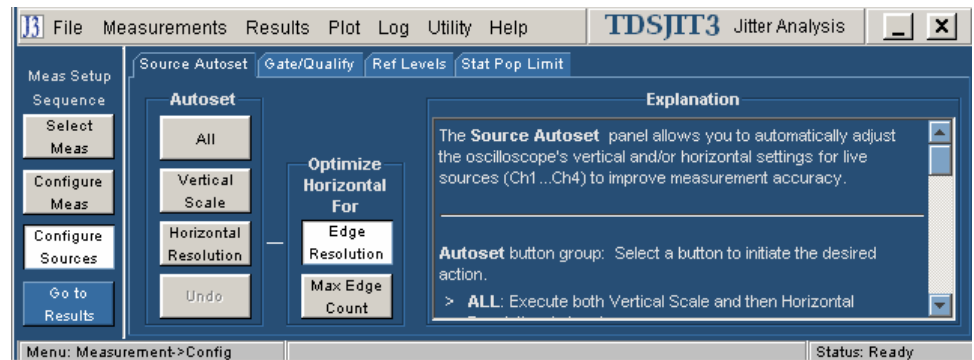 J3 File Measurements Results Plot Log Utility Help TDSJIT3 Jitter Analysis
Meas Setup
Sequence
Select
Meas
Configure
Meas
Configure
Sources
Go to
Results
Source Autoset Gate/Qualify Ref Levels Stat Pop Limit
Autoset
All
Vertical
Scale
Horizontal
Resolution
Undo
Optimize
Horizontal
For
Edge
Resolution
Max Edge
Count
Explanation
The Source Autoset panel allows you to automatically adjust
the oscilloscope's vertical and/or horizontal settings for live
sources (Ch1...Ch4) to improve measurement accuracy.
Autoset button group: Select a button to initiate the desired
action.
> ALL: Execute both Vertical Scale and then Horizontal
Menu: Measurement->Config Status: Ready